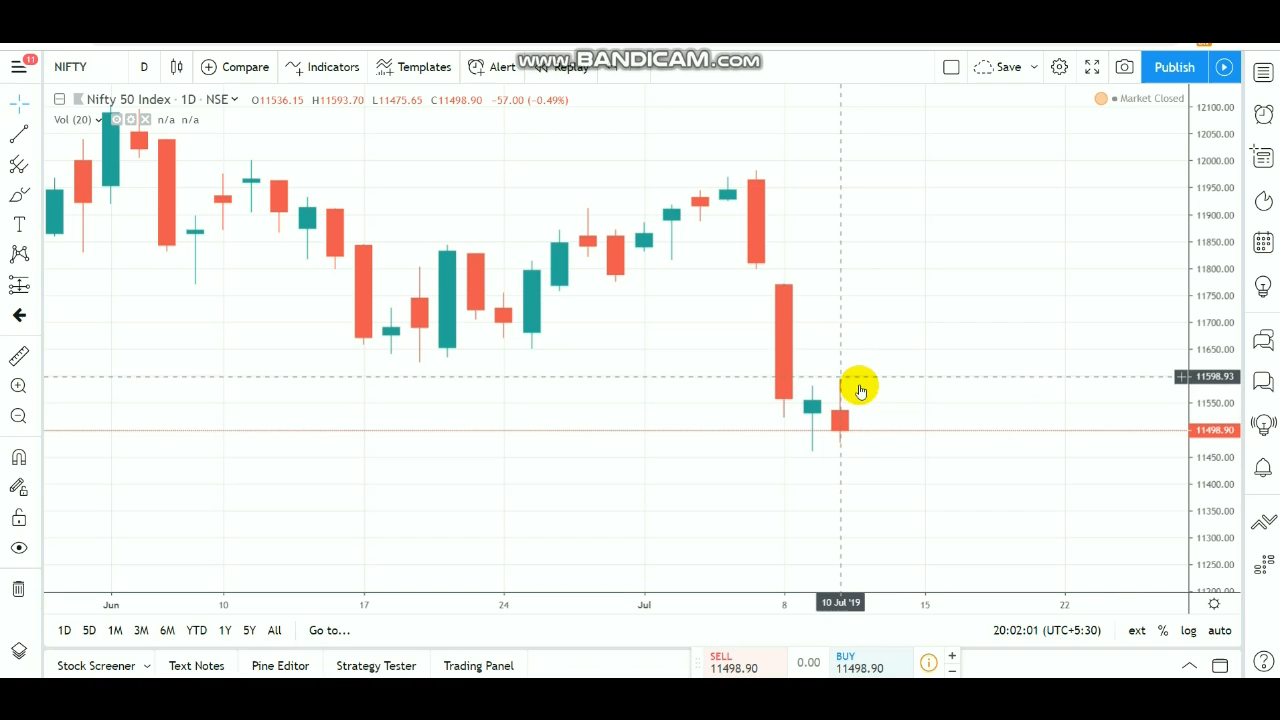 www.BANDICAM.com
11
NIFTY D Compare Indicators Templates Alert Replay Save Publish
Nifty 50 Index · 1D · NSE O11536.15 H11593.70 L11475.65 C11498.90 -57.00 (-0.49%) Market Closed
Vol (20) n/a n/a
12100.00
12050.00
12000.00
11950.00
11900.00
11850.00
11800.00
11750.00
11700.00
11650.00
11598.93
11550.00
11498.90
11450.00
11400.00
11350.00
11300.00
11250.00
11200.00
Jun 10 17 24 Jul 8 10 Jul '19 15 22
1D 5D 1M 3M 6M YTD 1Y 5Y All Go to... 20:02:01 (UTC+5:30) ext % log auto
Stock Screener Text Notes Pine Editor Strategy Tester Trading Panel
SELL
11498.90
0.00
BUY
11498.90